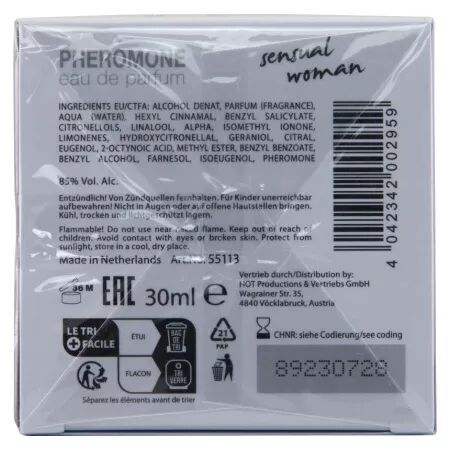 PHEROMONE
eau de parfum
sensual
woman
INGREDIENTS EU/CTFA: ALCOHOL DENAT, PARFUM (FRAGRANCE),
AQUA (WATER), HEXYL CINNAMAL, BENZYL SALICYLATE,
CITRONELLOLS, LINALOOL, ALPHA, ISOMETHYL IONONE,
LIMONENES, HYDROXYCITRONELLAL, GERANIOL, CITRAL,
EUGENOL, 2-OCTYNOIC ACID, METHYL ESTER, BENZYL BENZOATE,
BENZYL ALCOHOL, FARNESOL, ISOEUGENOL, PHEROMONE
85% Vol. Alc.
Entzündlich! Von Zündquellen fernhalten. Für Kinder unerreichbar
aufbewahren! Nicht in Augen oder auf offene Hautstellen bringen.
Kühl, trocken und lichtgeschützt lagern.
Flammable! Do not use near naked flame. Keep out of reach of
children. Avoid contact with eyes or broken skin. Protect from
sunlight, store in a cool, dry place.
Made in Netherlands Art.Nr.: 55113
4 042342 002959
36 M
EAC
30ml e
Vertrieb durch/Distribution by:
HOT Productions & Vertriebs GmbH
Wagrainer Str. 35,
4840 Vöcklabruck, Austria
LE TRI
+ FACILE
ÉTUI
BAC
DE TRI
FLACON
TRI
VERRE
Séparez les éléments avant de trier
21
PAP
CHNR: siehe Codierung/see coding
89230728